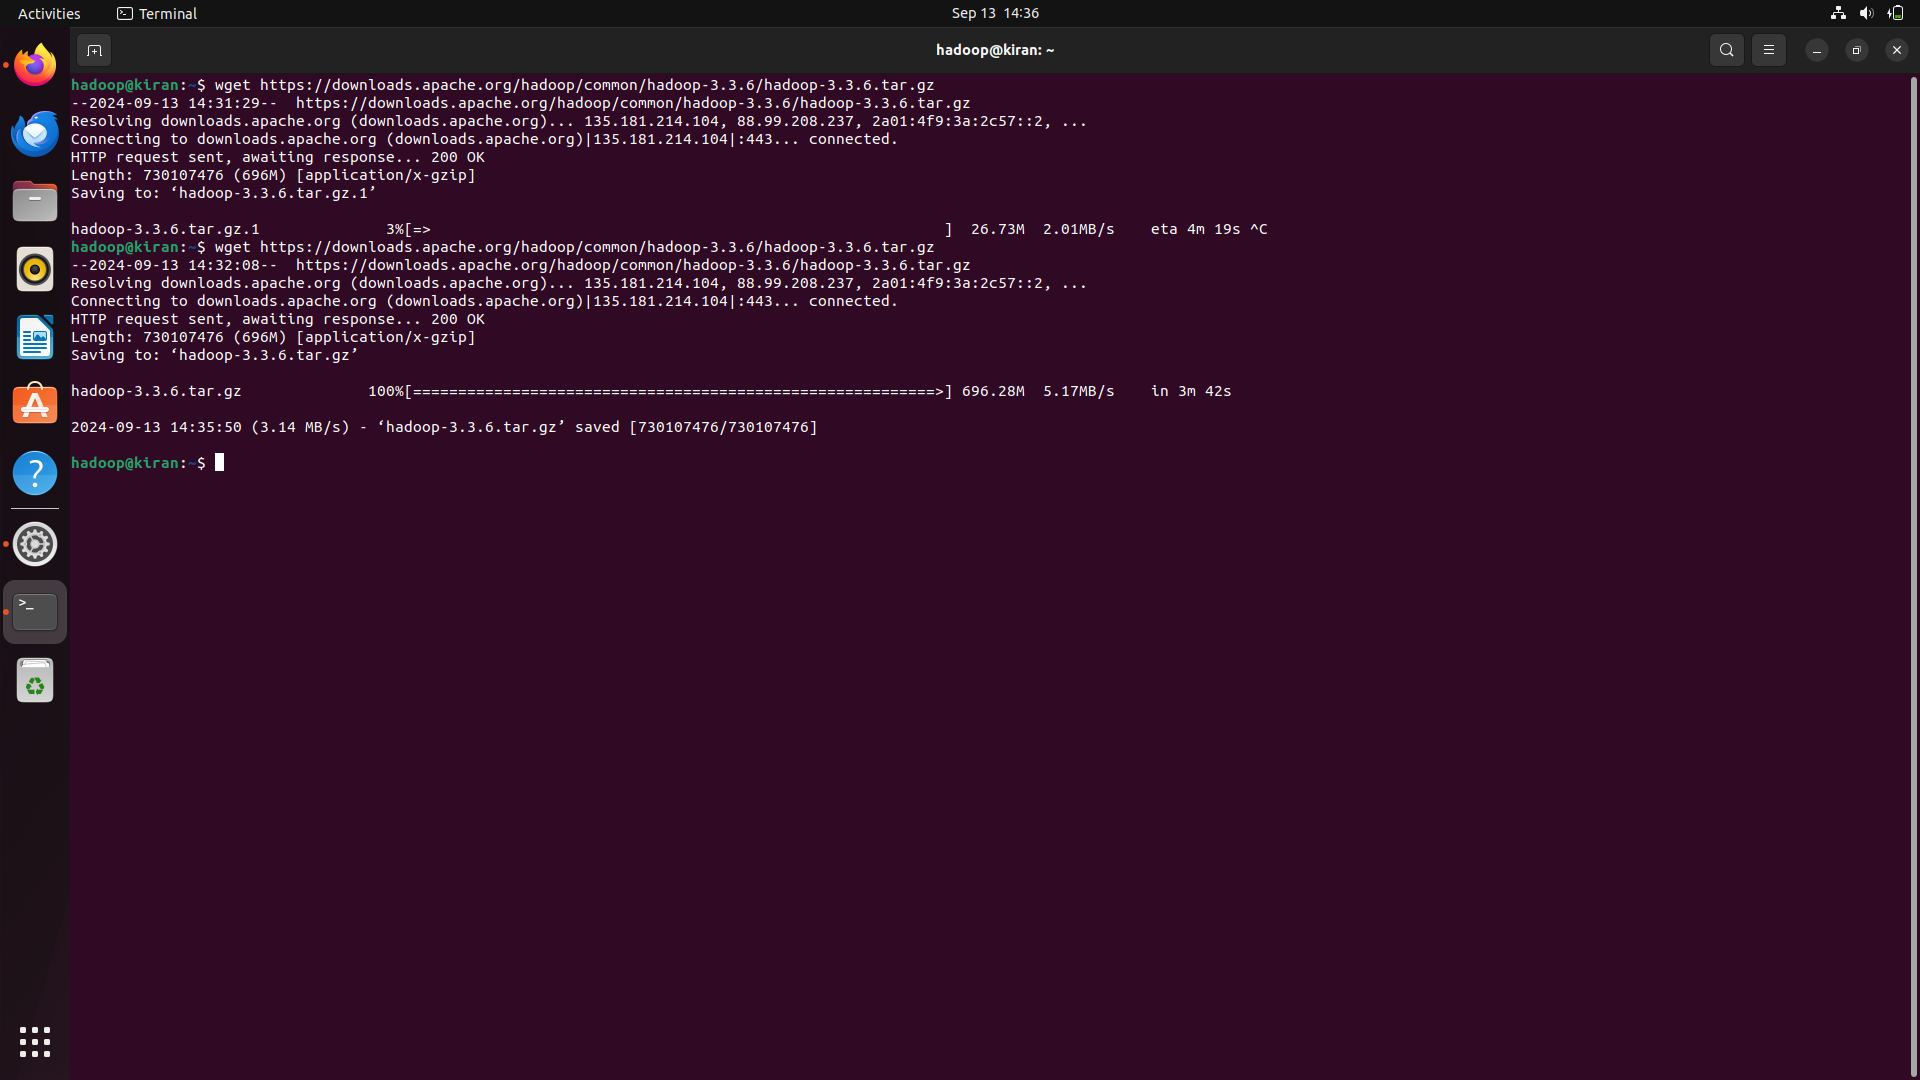 Activities
Terminal
Sep 13 14:36
hadoop@kiran: ~
hadoop@kiran:~$ wget https://downloads.apache.org/hadoop/common/hadoop-3.3.6/hadoop-3.3.6.tar.gz
--2024-09-13 14:31:29--  https://downloads.apache.org/hadoop/common/hadoop-3.3.6/hadoop-3.3.6.tar.gz
Resolving downloads.apache.org (downloads.apache.org)... 135.181.214.104, 88.99.208.237, 2a01:4f9:3a:2c57::2, ...
Connecting to downloads.apache.org (downloads.apache.org)|135.181.214.104|:443... connected.
HTTP request sent, awaiting response... 200 OK
Length: 730107476 (696M) [application/x-gzip]
Saving to: ‘hadoop-3.3.6.tar.gz.1’
hadoop-3.3.6.tar.gz.1              3%[=>                                                         ]  26.73M  2.01MB/s    eta 4m 19s ^C
hadoop@kiran:~$ wget https://downloads.apache.org/hadoop/common/hadoop-3.3.6/hadoop-3.3.6.tar.gz
--2024-09-13 14:32:08--  https://downloads.apache.org/hadoop/common/hadoop-3.3.6/hadoop-3.3.6.tar.gz
Resolving downloads.apache.org (downloads.apache.org)... 135.181.214.104, 88.99.208.237, 2a01:4f9:3a:2c57::2, ...
Connecting to downloads.apache.org (downloads.apache.org)|135.181.214.104|:443... connected.
HTTP request sent, awaiting response... 200 OK
Length: 730107476 (696M) [application/x-gzip]
Saving to: ‘hadoop-3.3.6.tar.gz’
hadoop-3.3.6.tar.gz              100%[==========================================================>] 696.28M  5.17MB/s    in 3m 42s
2024-09-13 14:35:50 (3.14 MB/s) - ‘hadoop-3.3.6.tar.gz’ saved [730107476/730107476]
hadoop@kiran:~$